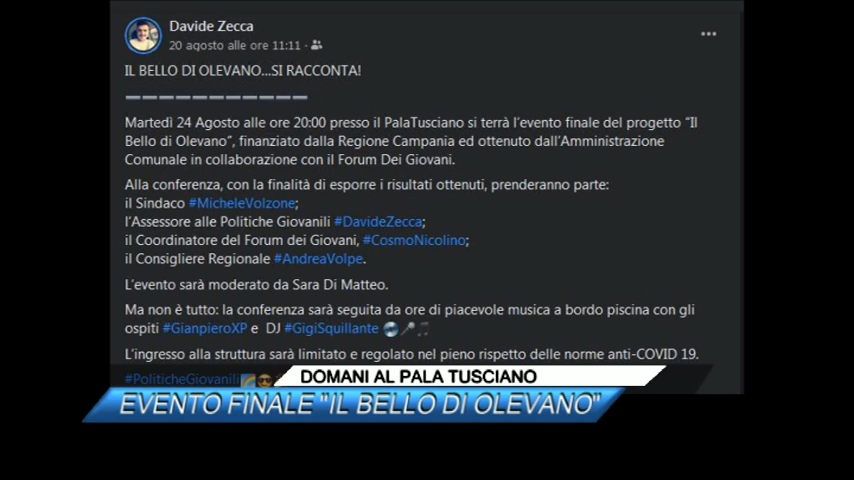 Davide Zecca
20 agosto alle ore 11:11 ·
IL BELLO DI OLEVANO...SI RACCONTA!
Martedì 24 Agosto alle ore 20:00 presso il PalaTusciano si terrà l'evento finale del progetto "Il
Bello di Olevano", finanziato dalla Regione Campania ed ottenuto dall'Amministrazione
Comunale in collaborazione con il Forum Dei Giovani.
Alla conferenza, con la finalità di esporre i risultati ottenuti, prenderanno parte:
il Sindaco #MicheleVolzone;
l'Assessore alle Politiche Giovanili #DavideZecca;
il Coordinatore del Forum dei Giovani, #CosmoNicolino;
il Consigliere Regionale #AndreaVolpe.
L'evento sarà moderato da Sara Di Matteo.
Ma non è tutto: la conferenza sarà seguita da ore di piacevole musica a bordo piscina con gli
ospiti #GianpieroXP e DJ #GigiSquillante
L'ingresso alla struttura sarà limitato e regolato nel pieno rispetto delle norme anti-COVID 19.
#PoliticheGiovanili
DOMANI AL PALA TUSCIANO
EVENTO FINALE "IL BELLO DI OLEVANO"